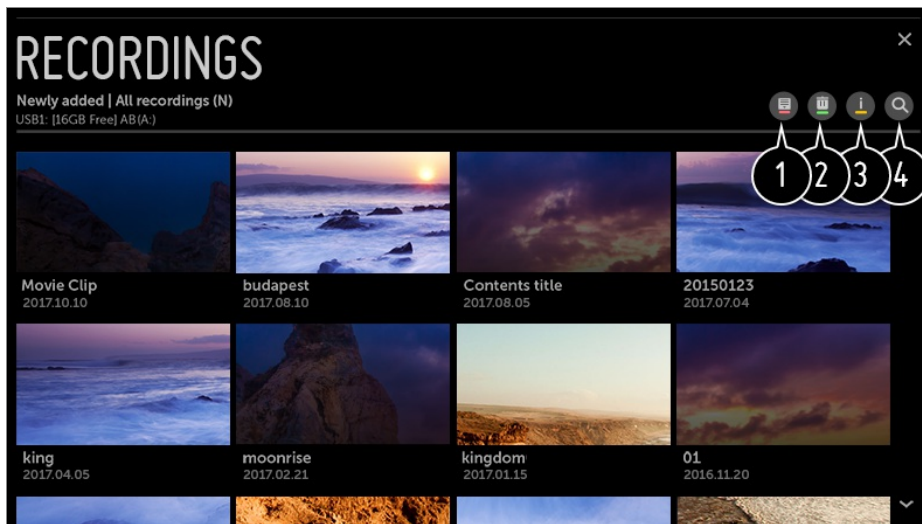 RECORDINGS
Newly added | All recordings (N)
USB1: [16GB Free] AB(A:)
1 2 3 4
Movie Clip
2017.10.10
budapest
2017.08.10
Contents title
2017.08.05
20150123
2017.07.04
king
2017.04.05
moonrise
2017.02.21
kingdom
2017.01.15
01
2016.11.20